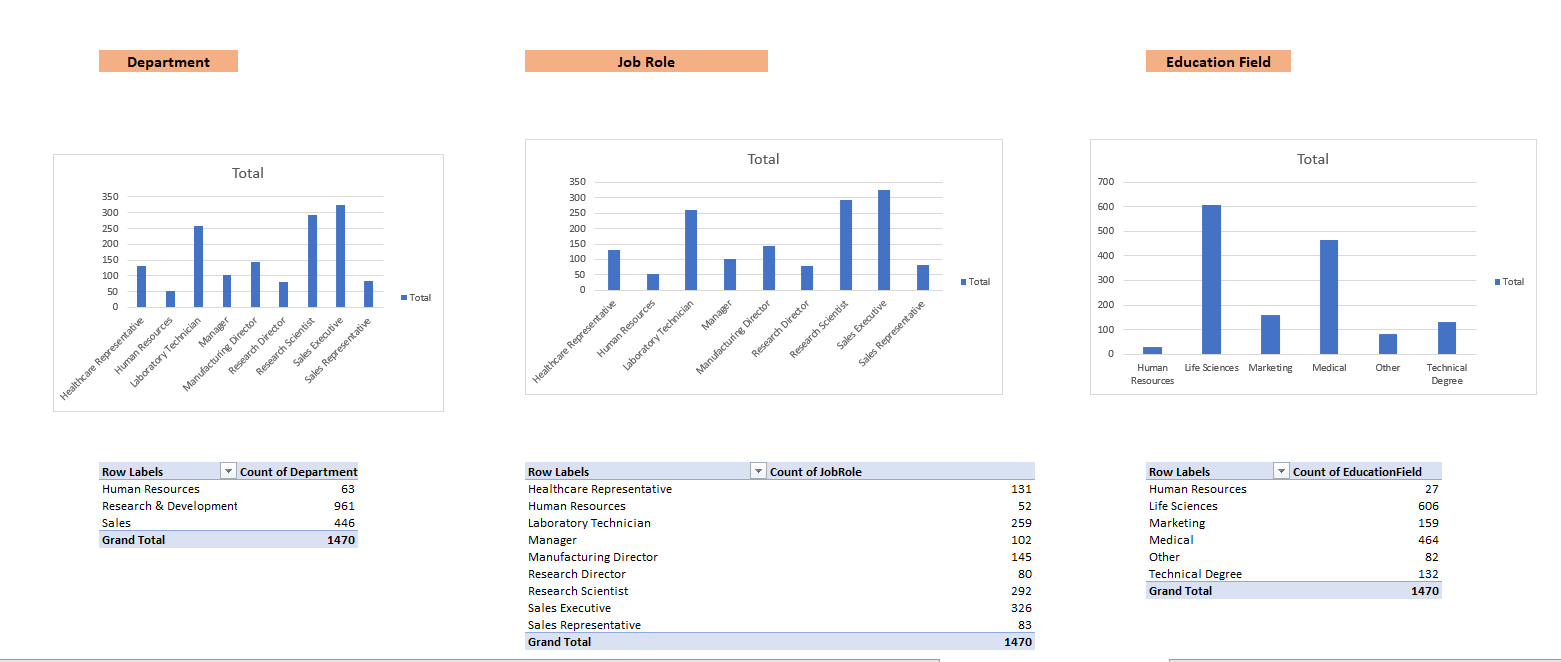 Department
Job Role
Education Field
Total
350
300
250
200
150
100
50
0
Healthcare Representative
Human Resources
Laboratory Technician
Manager
Manufacturing Director
Research Director
Research Scientist
Sales Executive
Sales Representative
Total
Total
350
300
250
200
150
100
50
0
Healthcare Representative
Human Resources
Laboratory Technician
Manager
Manufacturing Director
Research Director
Research Scientist
Sales Executive
Sales Representative
Total
Total
700
600
500
400
300
200
100
0
Human Resources
Life Sciences
Marketing
Medical
Other
Technical Degree
Total
Row Labels Count of Department
Human Resources 63
Research & Development 961
Sales 446
Grand Total 1470
Row Labels Count of JobRole
Healthcare Representative 131
Human Resources 52
Laboratory Technician 259
Manager 102
Manufacturing Director 145
Research Director 80
Research Scientist 292
Sales Executive 326
Sales Representative 83
Grand Total 1470
Row Labels Count of EducationField
Human Resources 27
Life Sciences 606
Marketing 159
Medical 464
Other 82
Technical Degree 132
Grand Total 1470